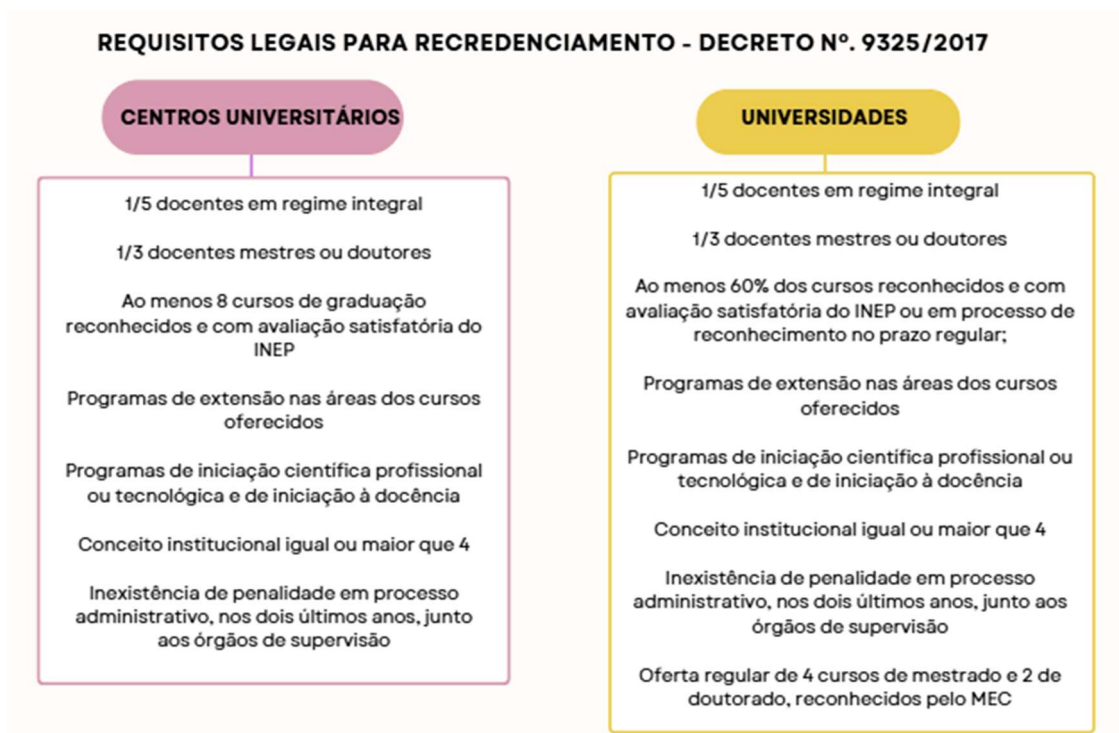 REQUISITOS LEGAIS PARA RECREDENCIAMENTO - DECRETO Nº. 9325/2017
CENTROS UNIVERSITÁRIOS
1/5 docentes em regime integral
1/3 docentes mestres ou doutores
Ao menos 8 cursos de graduação
reconhecidos e com avaliação satisfatória do
INEP
Programas de extensão nas áreas dos cursos
oferecidos
Programas de iniciação científica profissional
ou tecnológica e de iniciação à docência
Conceito institucional igual ou maior que 4
Inexistência de penalidade em processo
administrativo, nos dois últimos anos, junto
aos órgãos de supervisão
UNIVERSIDADES
1/5 docentes em regime integral
1/3 docentes mestres ou doutores
Ao menos 60% dos cursos reconhecidos e com
avaliação satisfatória do INEP ou em processo de
reconhecimento no prazo regular;
Programas de extensão nas áreas dos cursos
oferecidos
Programas de iniciação científica profissional ou
tecnológica e de iniciação à docência
Conceito institucional igual ou maior que 4
Inexistência de penalidade em processo
administrativo, nos dois últimos anos, junto aos
órgãos de supervisão
Oferta regular de 4 cursos de mestrado e 2 de
doutorado, reconhecidos pelo MEC